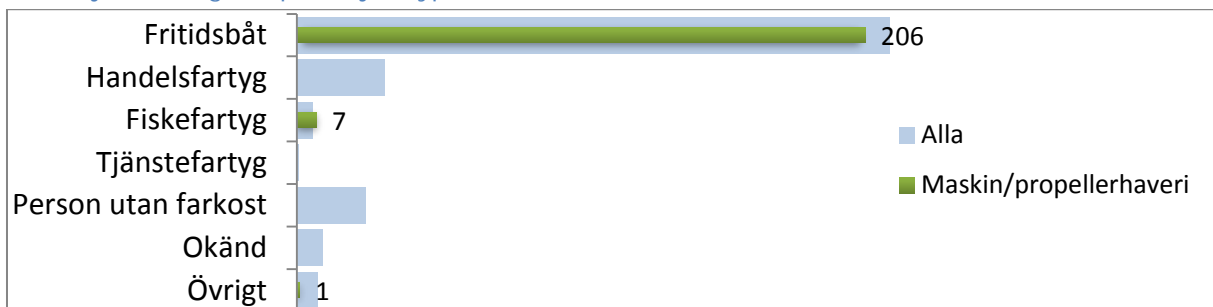 Fritidsbåt 206
Handelsfartyg
Fiskefartyg 7
Tjänstefartyg
Person utan farkost
Okänd
Övrigt 1
Alla
Maskin/propellerhaveri